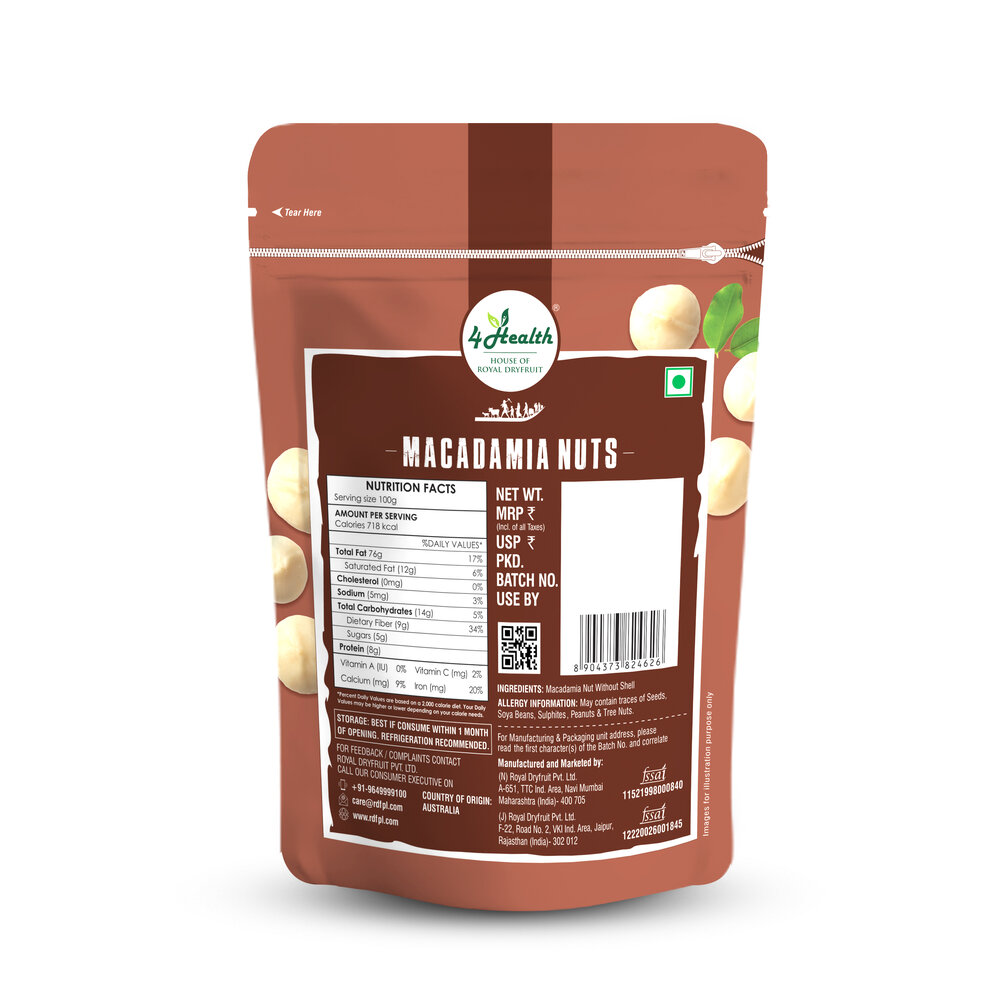 Tear Here
4 Health
®
HOUSE OF
ROYAL DRYFRUIT
MACADAMIA NUTS
NUTRITION FACTS
Serving size 100g
AMOUNT PER SERVING
Calories 718 kcal
%DAILY VALUES*
Total Fat 76g 17%
Saturated Fat (12g) 6%
Cholesterol (0mg) 0%
Sodium (5mg) 3%
Total Carbohydrates (14g) 5%
Dietary Fiber (9g) 34%
Sugars (5g)
Protein (8g)
Vitamin A (IU) 0% Vitamin C (mg) 2%
Calcium (mg) 9% Iron (mg) 20%
*Percent Daily Values are based on a 2,000 calorie diet. Your Daily
Values may be higher or lower depending on your calorie needs.
STORAGE: BEST IF CONSUME WITHIN 1 MONTH
OF OPENING. REFRIGERATION RECOMMENDED.
FOR FEEDBACK / COMPLAINTS CONTACT
ROYAL DRYFRUIT PVT. LTD.
CALL OUR CONSUMER EXECUTIVE ON
+91-9649999100
care@rdfpl.com
www.rdfpl.com
COUNTRY OF ORIGIN:
AUSTRALIA
NET WT.
MRP ₹
(Incl. of all Taxes)
USP ₹
PKD.
BATCH NO.
USE BY
8 904373 824626
INGREDIENTS: Macadamia Nut Without Shell
ALLERGY INFORMATION: May contain traces of Seeds,
Soya Beans, Sulphites, Peanuts & Tree Nuts.
For Manufacturing & Packaging unit address, please
read the first character(s) of the Batch No. and correlate
Manufactured and Marketed by:
(N) Royal Dryfruit Pvt. Ltd.
A-651, TTC Ind. Area, Navi Mumbai
Maharashtra (India)- 400 705
fssai
11521998000840
(J) Royal Dryfruit Pvt. Ltd.
F-22, Road No. 2, VKI Ind. Area, Jaipur,
Rajasthan (India)- 302 012
fssai
12220026001845
Images for illustration purpose only